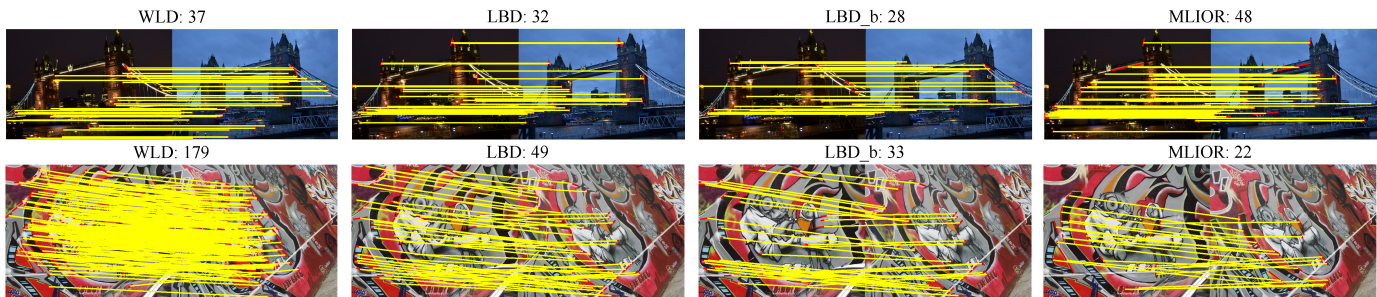 WLD: 37
LBD: 32
LBD_b: 28
MLIOR: 48
WLD: 179
LBD: 49
LBD_b: 33
MLIOR: 22